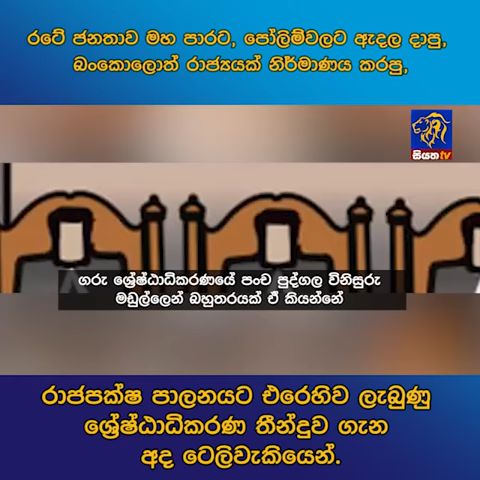 රටේ ජනතාව මහ පාරට, පෝලිම්වලට ඇදල දාපු,
බංකොලොත් රාජ්‍යයක් නිර්මාණය කරපු,
සියත tv
ගරු ශ්‍රේෂ්ඨාධිකරණයේ පංච පුද්ගල විනිසුරු
මඩුල්ලෙන් බහුතරයක් ඒ කියන්නේ
රාජපක්ෂ පාලනයට එරෙහිව ලැබුණු
ශ්‍රේෂ්ඨාධිකරණ තීන්දුව ගැන
අද ටෙලිවැකියෙන්.